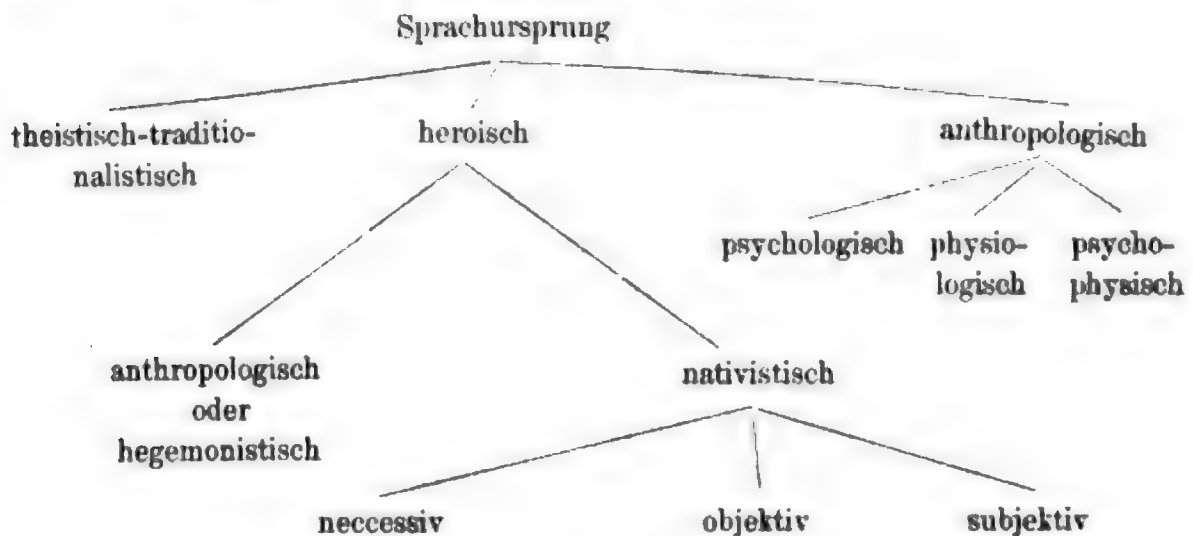 Sprachursprung
theistisch-traditio-
nalistisch
heroisch
anthropologisch
psychologisch
physio-
logisch
psycho-
physisch
anthropologisch
oder
hegemonistisch
nativistisch
neccessiv
objektiv
subjektiv